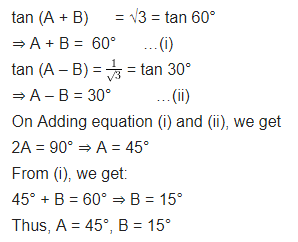 tan (A + B) = √3 = tan 60°
⇒ A + B = 60° ...(i)
tan (A – B) = 1/√3 = tan 30°
⇒ A – B = 30° ...(ii)
On Adding equation (i) and (ii), we get
2A = 90° ⇒ A = 45°
From (i), we get:
45° + B = 60° ⇒ B = 15°
Thus, A = 45°, B = 15°